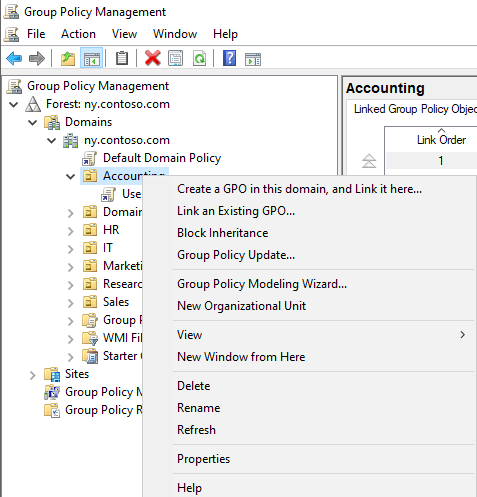 Group Policy Management
File Action View Window Help
Group Policy Management
Forest: ny.contoso.com
Domains
ny.contoso.com
Default Domain Policy
Accounting
Use
Domain
HR
IT
Marketi
Researc
Sales
Group P
WMI Fil
Starter
Sites
Group Policy M
Group Policy R
Accounting
Linked Group Policy Objec
Link Order
1
Create a GPO in this domain, and Link it here...
Link an Existing GPO...
Block Inheritance
Group Policy Update...
Group Policy Modeling Wizard...
New Organizational Unit
View
New Window from Here
Delete
Rename
Refresh
Properties
Help